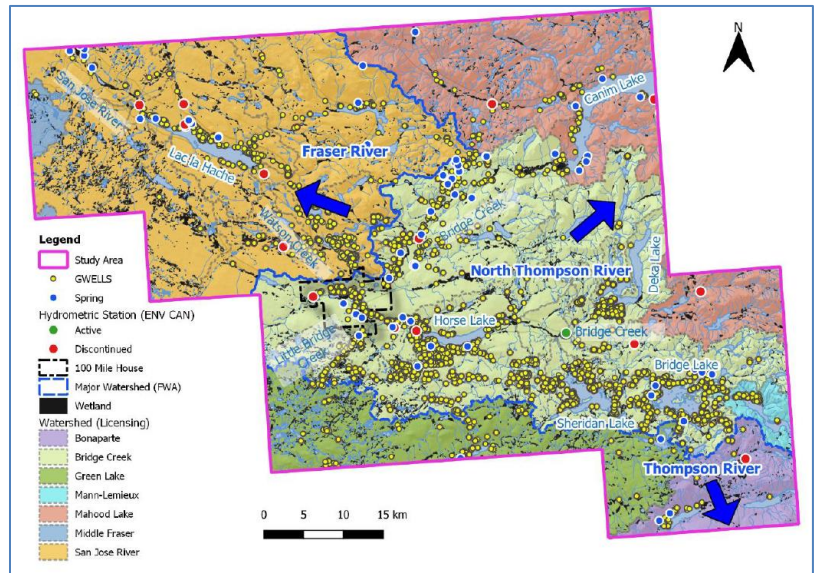 N
San Jose River
Lac la Hache
Fraser River
Canim Lake
Watson Creek
Bridge Creek
North Thompson River
Deka Lake
Little Bridge
Creek
Horse Lake
Bridge Creek
Bridge Lake
Sheridan Lake
Thompson River
Legend
Study Area
GWELLS
Spring
Hydrometric Station (ENV CAN)
Active
Discontinued
100 Mile House
Major Watershed (FWA)
Wetland
Watershed (Licensing)
Bonaparte
Bridge Creek
Green Lake
Mann-Lemieux
Mahood Lake
Middle Fraser
San Jose River
0 5 10 15 km